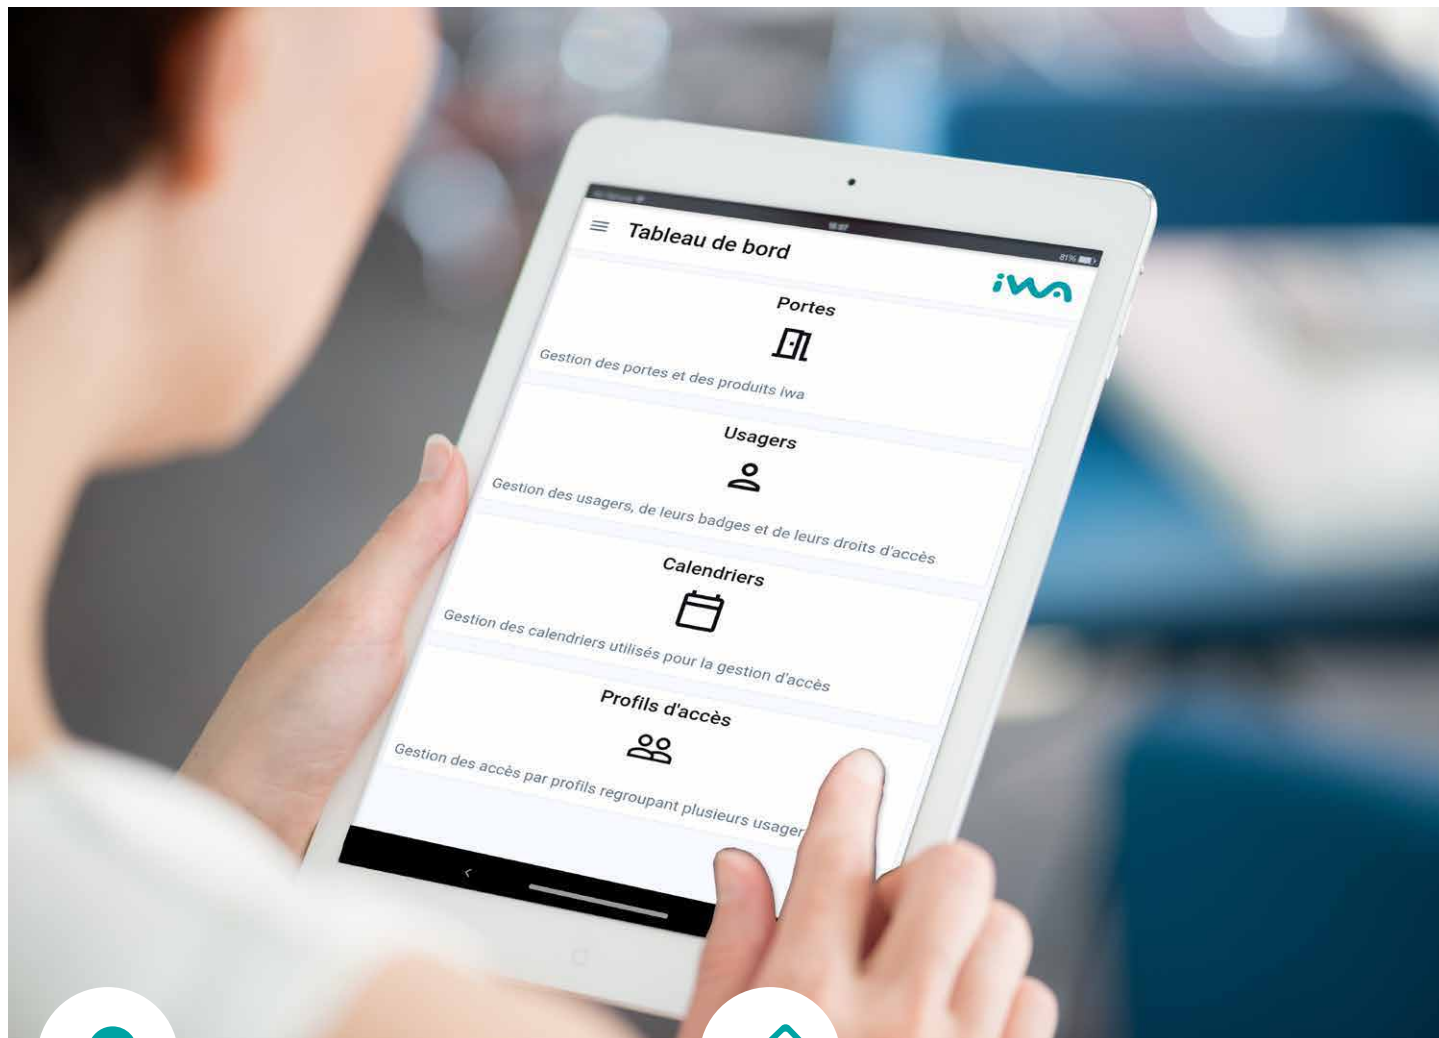 81%
Tableau de bord
iwa
Portes
Gestion des portes et des produits iwa
Usagers
Gestion des usagers, de leurs badges et de leurs droits d'accès
Calendriers
Gestion des calendriers utilisés pour la gestion d'accès
Profils d'accès
Gestion des accès par profils regroupant plusieurs usager